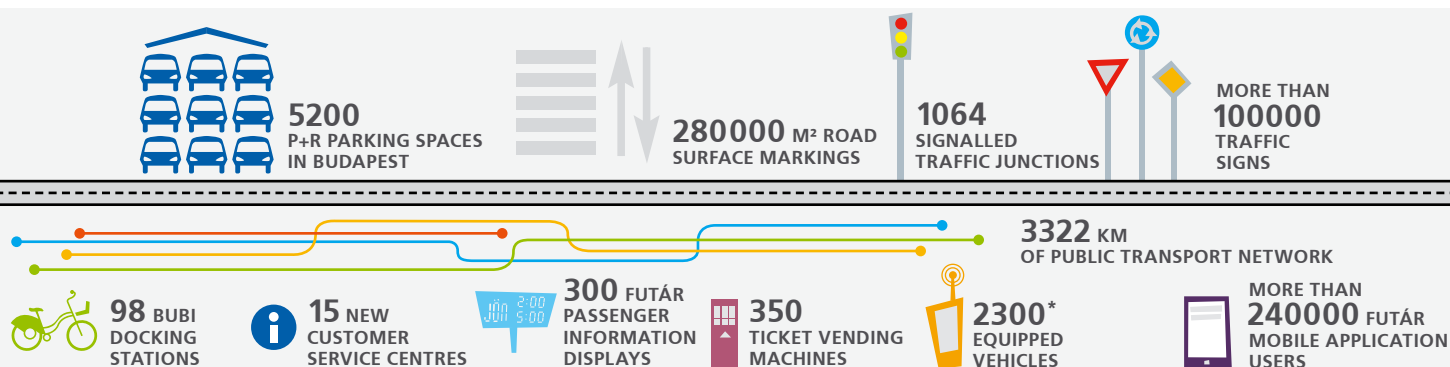 5200
P+R PARKING SPACES
IN BUDAPEST
280000 M² ROAD
SURFACE MARKINGS
1064
SIGNALLED
TRAFFIC JUNCTIONS
MORE THAN
100000
TRAFFIC
SIGNS
3322 KM
OF PUBLIC TRANSPORT NETWORK
98 BUBI
DOCKING
STATIONS
i
15 NEW
CUSTOMER
SERVICE CENTRES
JÖN 2:00
5:00
300 FUTÁR
PASSENGER
INFORMATION
DISPLAYS
350
TICKET VENDING
MACHINES
2300*
EQUIPPED
VEHICLES
MORE THAN
240000 FUTÁR
MOBILE APPLICATION
USERS